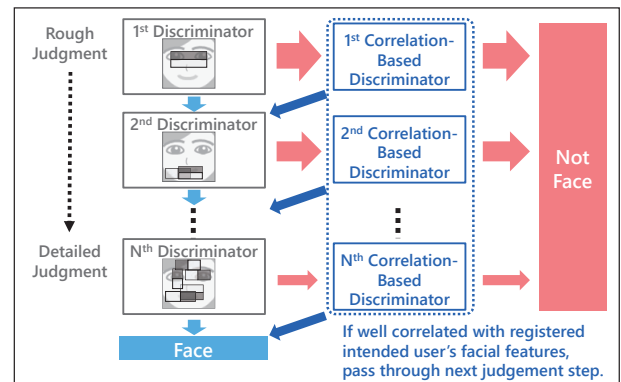 Rough
Judgment
1st Discriminator
1st Correlation-
Based
Discriminator
2nd Discriminator
2nd Correlation-
Based
Discriminator
Not
Face
Detailed
Judgment
Nth Discriminator
Nth Correlation-
Based
Discriminator
Face
If well correlated with registered
intended user's facial features,
pass through next judgement step.